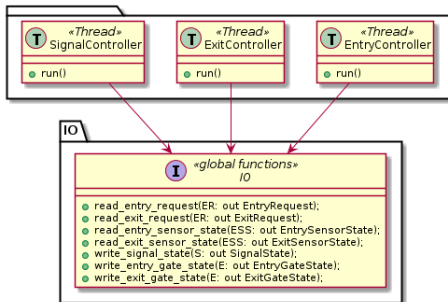 T «Thread» SignalController
run()
T «Thread» ExitController
run()
T «Thread» EntryController
run()
IO
I «global functions»
IO
read_entry_request(ER: out EntryRequest);
read_exit_request(ER: out ExitRequest);
read_entry_sensor_state(ESS: out EntrySensorState);
read_exit_sensor_state(ESS: out ExitSensorState);
write_signal_state(S: out SignalState);
write_entry_gate_state(E: out EntryGateState);
write_exit_gate_state(E: out ExitGateState);